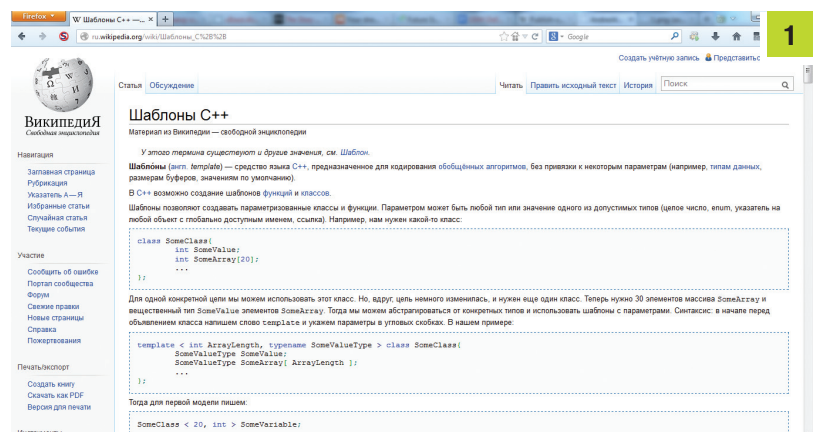 Firefox
1
Шаблоны C++ —... × +
ru.wikipedia.org/wiki/Шаблоны_C%2B%2B
Google
Создать учётную запись Представитьс
Статья Обсуждение
Читать Править исходный текст История Поиск
ВикипедиЯ
Свободная энциклопедия
Навигация
Заглавная страница
Рубрикация
Указатель А — Я
Избранные статьи
Случайная статья
Текущие события
Участие
Сообщить об ошибке
Портал сообщества
Форум
Свежие правки
Новые страницы
Справка
Пожертвования
Печать/экспорт
Создать книгу
Скачать как PDF
Версия для печати
Шаблоны C++
Материал из Википедии — свободной энциклопедии
У этого термина существуют и другие значения, см. Шаблон.
Шабло́ны (англ. template) — средство языка C++, предназначенное для кодирования обобщённых алгоритмов, без привязки к некоторым параметрам (например, типам данных,
размерам буферов, значениям по умолчанию).
В C++ возможно создание шаблонов функций и классов.
Шаблоны позволяют создавать параметризованные классы и функции. Параметром может быть любой тип или значение одного из допустимых типов (целое число, enum, указатель на
любой объект с глобально доступным именем, ссылка). Например, нам нужен какой-то класс:
class SomeClass{
int SomeValue;
int SomeArray[20];
...
};
Для одной конкретной цели мы можем использовать этот класс. Но, вдруг, цель немного изменилась, и нужен еще один класс. Теперь нужно 30 элементов массива SomeArray и
вещественный тип SomeValue элементов SomeArray. Тогда мы можем абстрагироваться от конкретных типов и использовать шаблоны с параметрами. Синтаксис: в начале перед
объявлением класса напишем слово template и укажем параметры в угловых скобках. В нашем примере:
template < int ArrayLength, typename SomeValueType > class SomeClass{
SomeValueType SomeValue;
SomeValueType SomeArray[ ArrayLength ];
...
};
Тогда для первой модели пишем:
SomeClass < 20, int > SomeVariable;